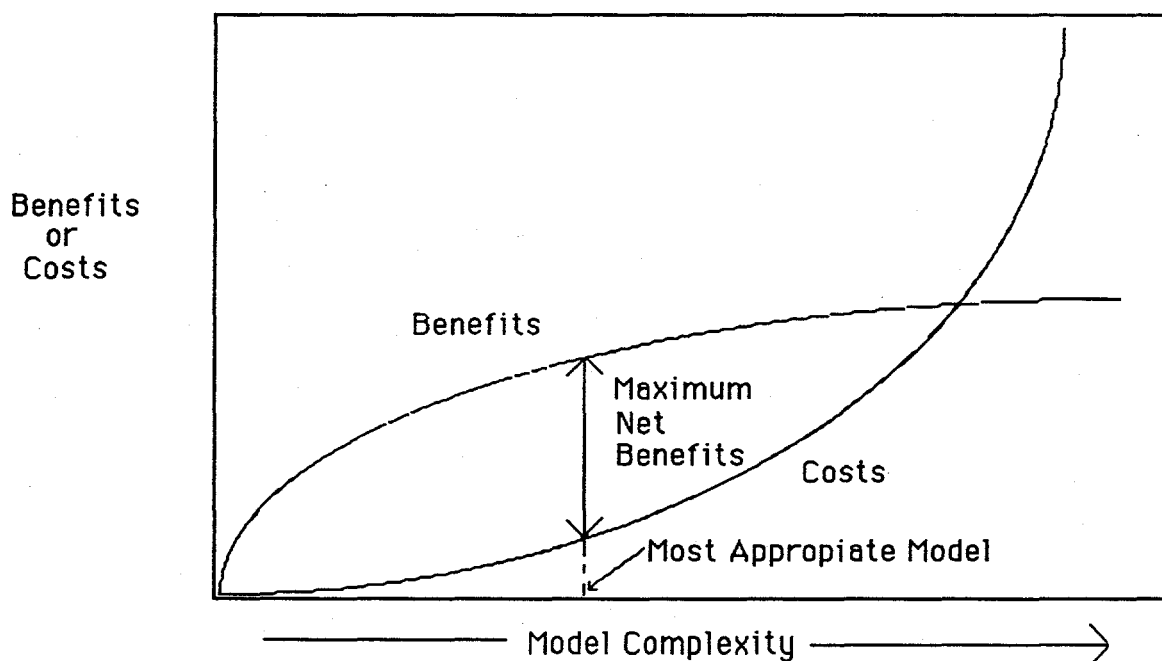 Benefits
or
Costs
Benefits
Maximum
Net
Benefits
Costs
Most Appropiate Model
Model Complexity